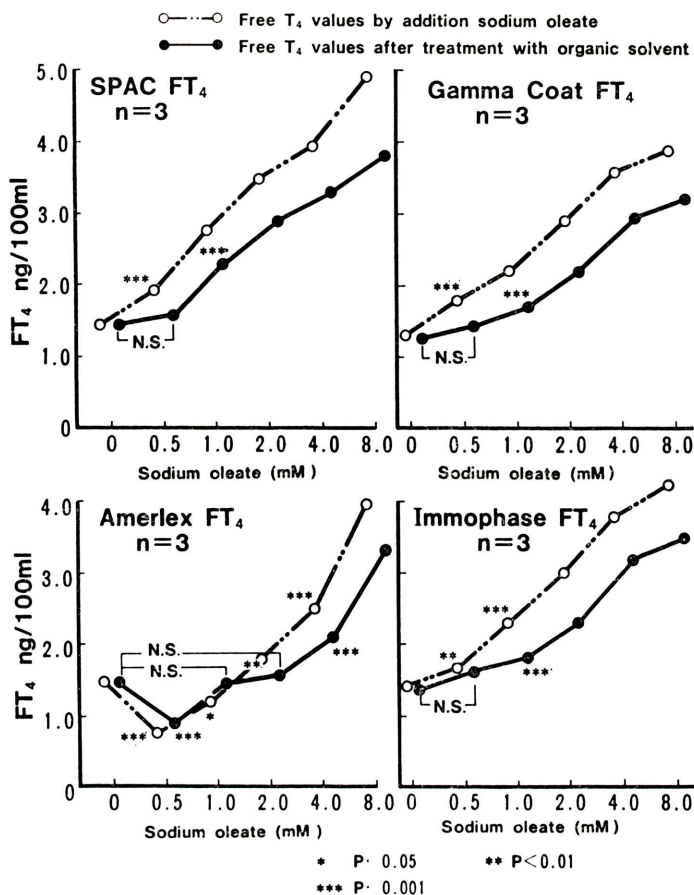 Free T₄ values by addition sodium oleate
Free T₄ values after treatment with organic solvent
SPAC FT₄
n=3
5.0
4.0
3.0
2.0
1.0
0
FT₄ ng/100ml
***
***
N.S.
0 0.5 1.0 2.0 4.0 8.0
Sodium oleate (mM)
Gamma Coat FT₄
n=3
***
***
N.S.
0 0.5 1.0 2.0 4.0 8.0
Sodium oleate (mM)
Amerlex FT₄
n=3
4.0
3.0
2.0
1.0
0
FT₄ ng/100ml
***
N.S.
N.S.
**
***
*** ***
*
0 0.5 1.0 2.0 4.0 8.0
Sodium oleate (mM)
Immophase FT₄
n=3
***
**
***
N.S.
0 0.5 1.0 2.0 4.0 8.0
Sodium oleate (mM)
* P· 0.05 ** P<0.01
*** P· 0.001